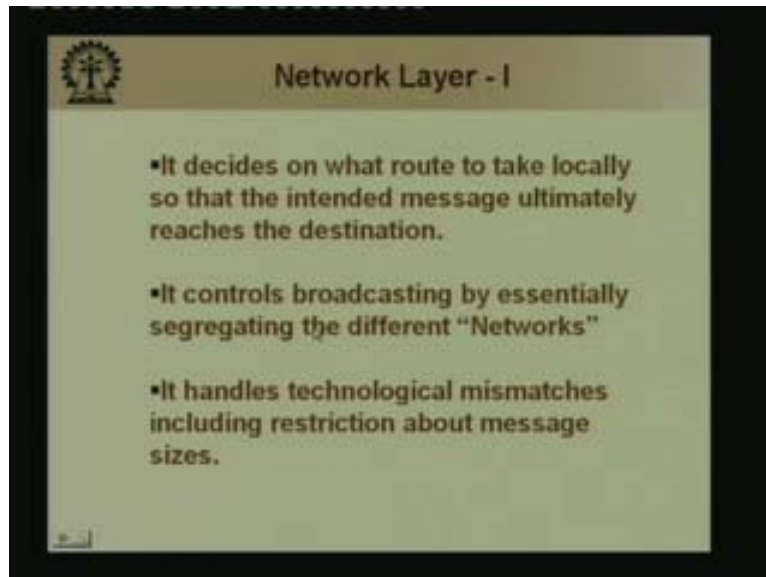 Network Layer - I
▪It decides on what route to take locally
so that the intended message ultimately
reaches the destination.
▪It controls broadcasting by essentially
segregating the different “Networks”
▪It handles technological mismatches
including restriction about message
sizes.